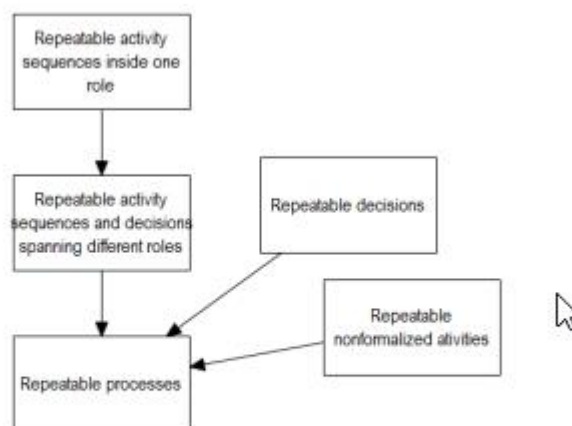 Repeatable activity
sequences inside one
role
Repeatable activity
sequences and decisions
spanning different roles
Repeatable decisions
Repeatable
nonformalized ativities
Repeatable processes